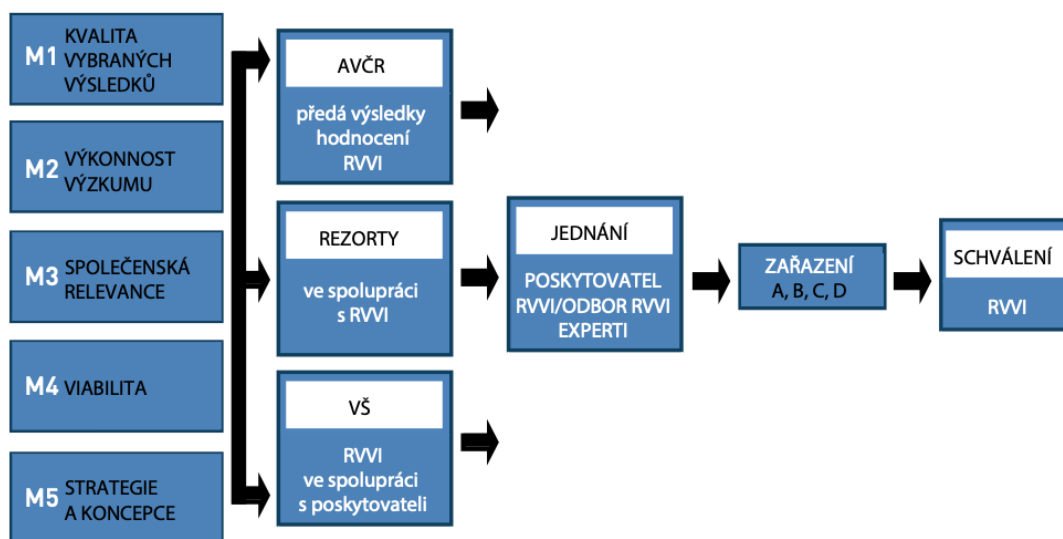 M1 KVALITA
VYBRANÝCH
VÝSLEDKŮ
M2 VÝKONNOST
VÝZKUMU
M3 SPOLEČENSKÁ
RELEVANCE
M4 VIABILITA
M5 STRATEGIE
A KONCEPCE
AVČR
předá výsledky
hodnocení
RVVI
REZORTY
ve spolupráci
s RVVI
VŠ
RVVI
ve spolupráci
s poskytovateli
JEDNÁNÍ
POSKYTOVATEL
RVVI/ODBOR RVVI
EXPERTI
ZAŘAZENÍ
A, B, C, D
SCHVÁLENÍ
RVVI